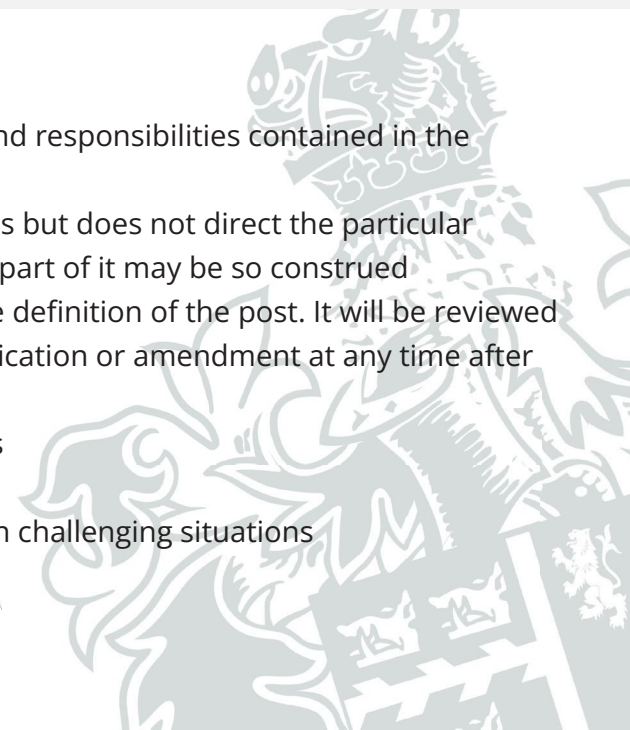 nd responsibilities contained in the
s but does not direct the particular
part of it may be so construed
e definition of the post. It will be reviewed
ication or amendment at any time after
s
n challenging situations